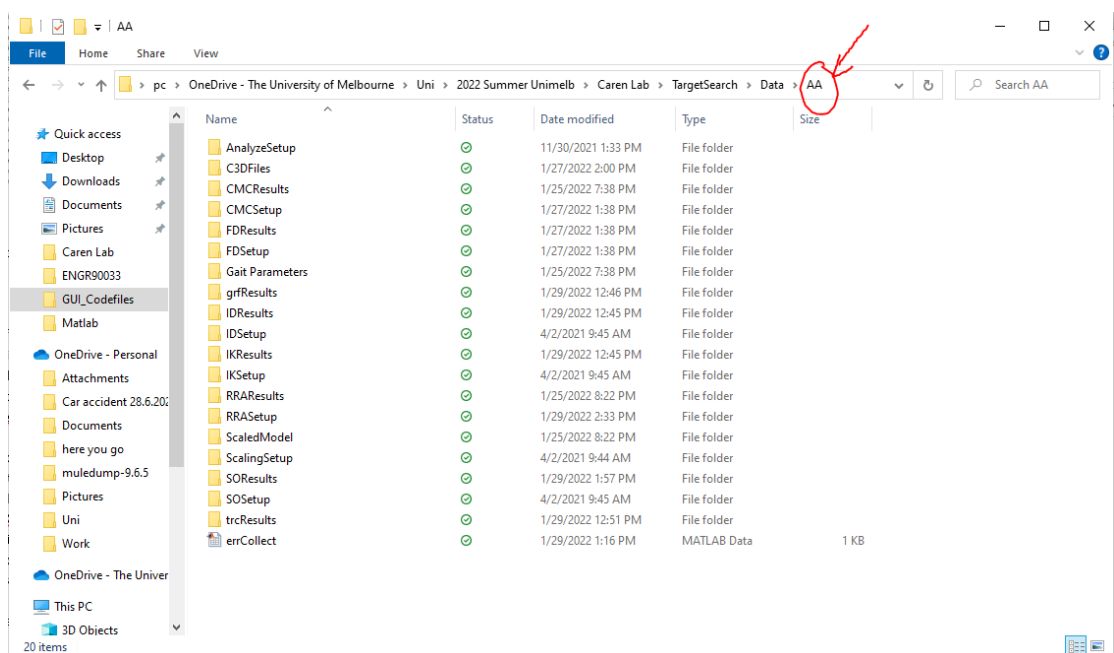 AA
File Home Share View
pc OneDrive - The University of Melbourne Uni 2022 Summer Unimelb Caren Lab TargetSearch Data AA Search AA
Quick access
Desktop
Downloads
Documents
Pictures
Caren Lab
ENGR90033
GUI_Codefiles
Matlab
OneDrive - Personal
Attachments
Car accident 28.6.202
Documents
here you go
muledump-9.6.5
Pictures
Uni
Work
OneDrive - The Univer
This PC
3D Objects
Name Status Date modified Type Size
AnalyzeSetup 11/30/2021 1:33 PM File folder
C3DFiles 1/27/2022 2:00 PM File folder
CMCResults 1/25/2022 7:38 PM File folder
CMCSetup 1/27/2022 1:38 PM File folder
FDResults 1/27/2022 1:38 PM File folder
FDSetup 1/27/2022 1:38 PM File folder
Gait Parameters 1/25/2022 7:38 PM File folder
grfResults 1/29/2022 12:46 PM File folder
IDResults 1/29/2022 12:45 PM File folder
IDSetup 4/2/2021 9:45 AM File folder
IKResults 1/29/2022 12:45 PM File folder
IKSetup 4/2/2021 9:45 AM File folder
RRAResults 1/25/2022 8:22 PM File folder
RRASetup 1/29/2022 2:33 PM File folder
ScaledModel 1/25/2022 8:22 PM File folder
ScalingSetup 4/2/2021 9:44 AM File folder
SOResults 1/29/2022 1:57 PM File folder
SOSetup 4/2/2021 9:45 AM File folder
trcResults 1/29/2022 12:51 PM File folder
errCollect 1/29/2022 1:16 PM MATLAB Data 1 KB
20 items